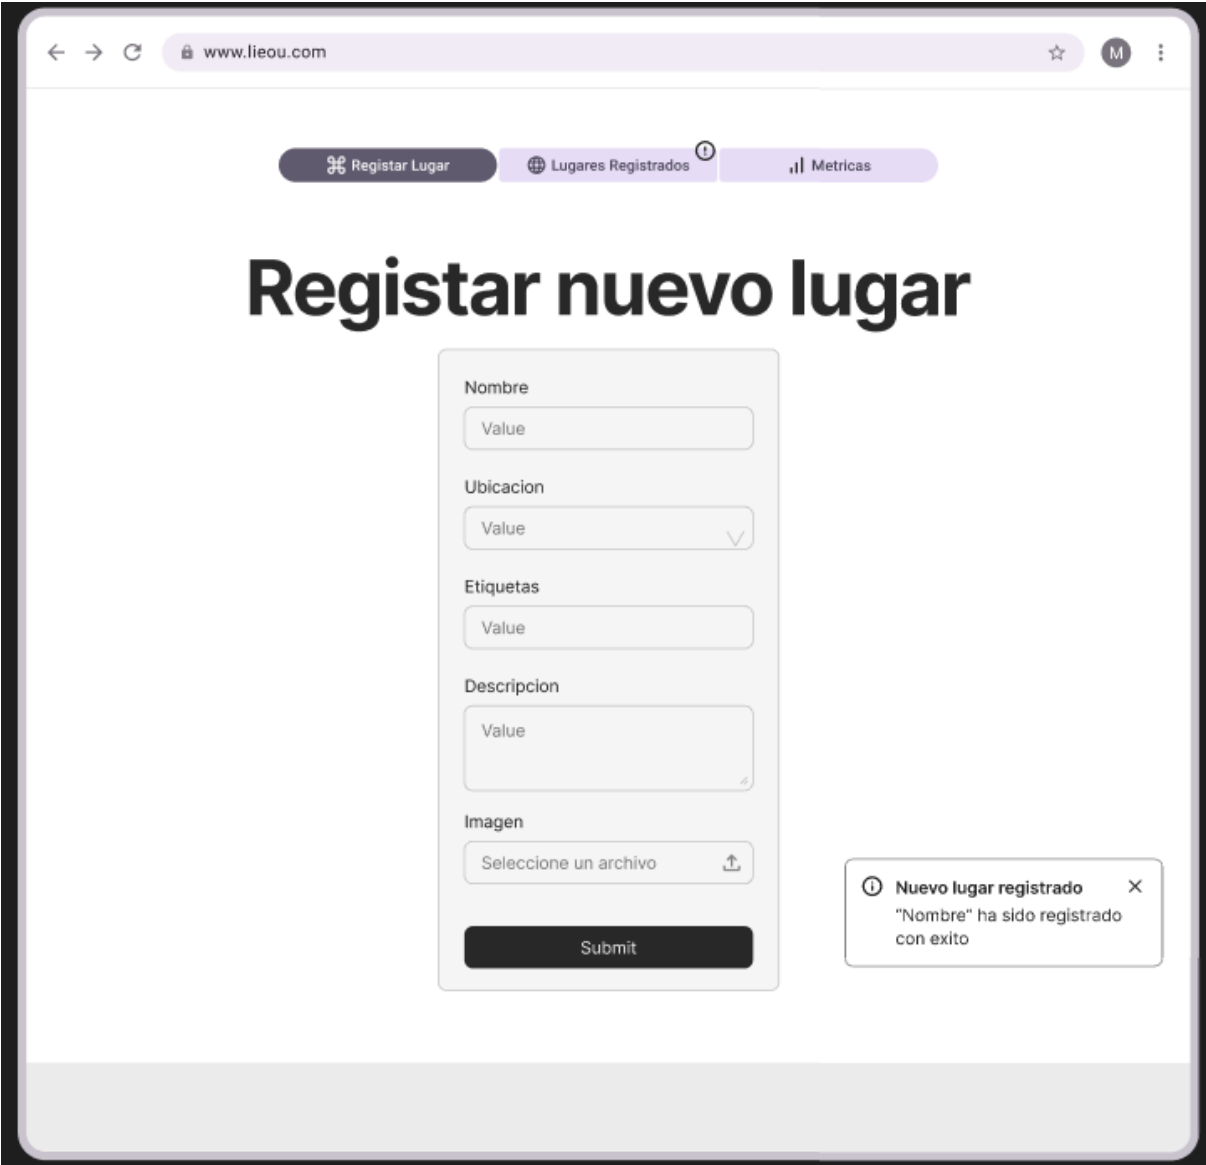 www.lieou.com
M
Registar Lugar
Lugares Registrados
Metricas
Registar nuevo lugar
Nombre
Value
Ubicacion
Value
Etiquetas
Value
Descripcion
Value
Imagen
Seleccione un archivo
Submit
Nuevo lugar registrado
"Nombre" ha sido registrado
con exito